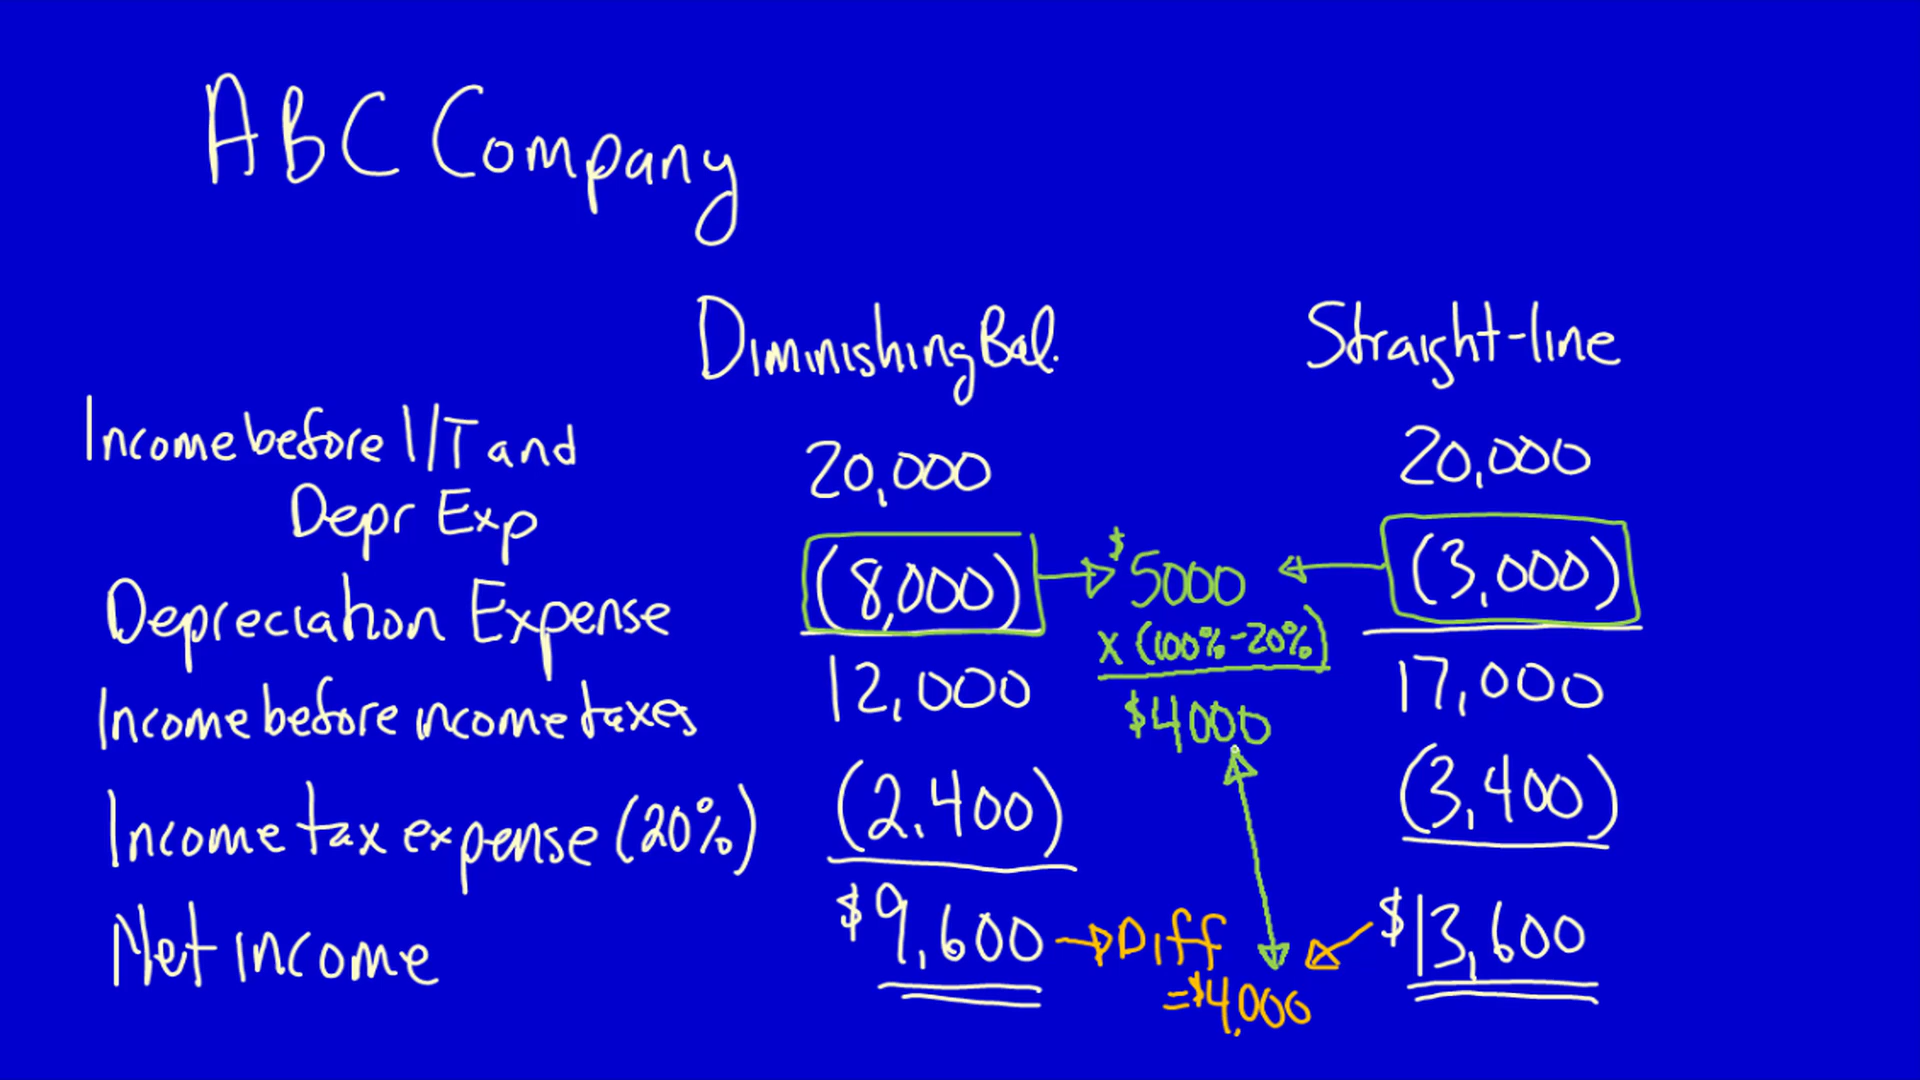 ABC Company
Diminishing Bal. Straight-line
Income before I/T and
Depr Exp 20,000 20,000
Depreciation Expense (8,000) $5000 (3,000)
x (100%-20%)
Income before income taxes 12,000 $4000 17,000
Income tax expense (20%) (2,400) (3,400)
Net income $9,600 Diff $13,600
=$4,000